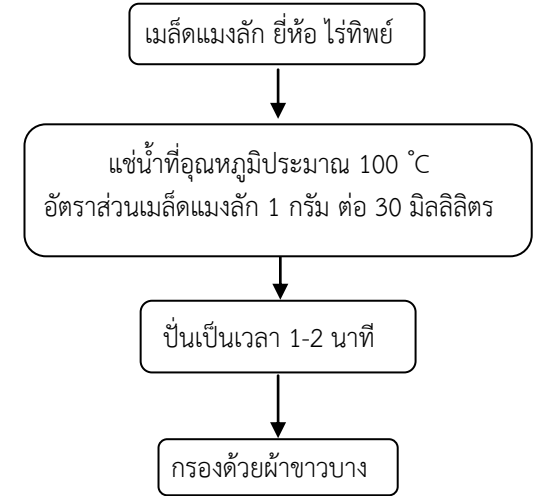 เมล็ดแมงลัก ยี่ห้อ ไร่ทิพย์
แช่น้ำที่อุณหภูมิประมาณ 100 ˚C
อัตราส่วนเมล็ดแมงลัก 1 กรัม ต่อ 30 มิลลิลิตร
ปั่นเป็นเวลา 1-2 นาที
กรองด้วยผ้าขาวบาง